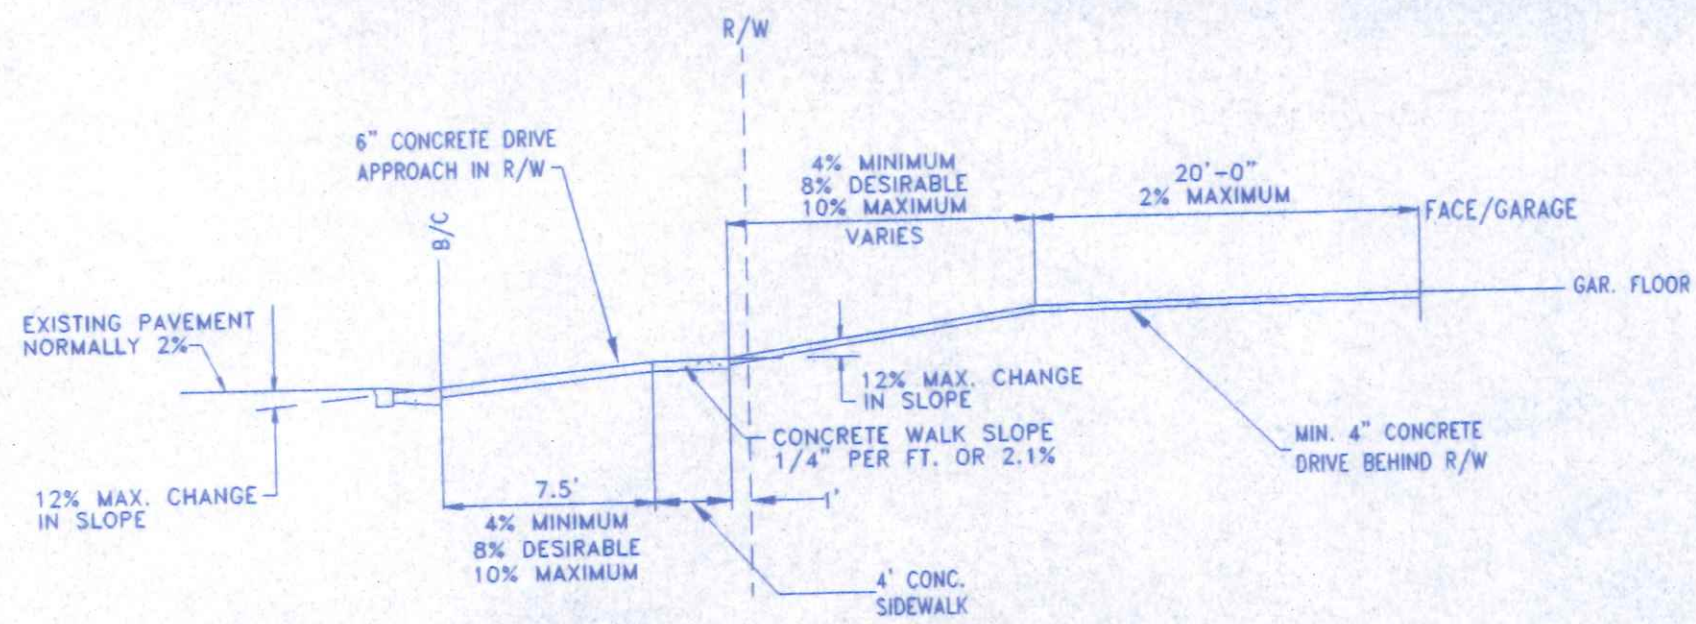 R/W
6" CONCRETE DRIVE
APPROACH IN R/W
4% MINIMUM
8% DESIRABLE
10% MAXIMUM
VARIES
20'-0"
2% MAXIMUM
FACE/GARAGE
B/C
GAR. FLOOR
EXISTING PAVEMENT
NORMALLY 2%
12% MAX. CHANGE
IN SLOPE
CONCRETE WALK SLOPE
1/4" PER FT. OR 2.1%
MIN. 4" CONCRETE
DRIVE BEHIND R/W
12% MAX. CHANGE
IN SLOPE
7.5'
4% MINIMUM
8% DESIRABLE
10% MAXIMUM
1'
4' CONC.
SIDEWALK